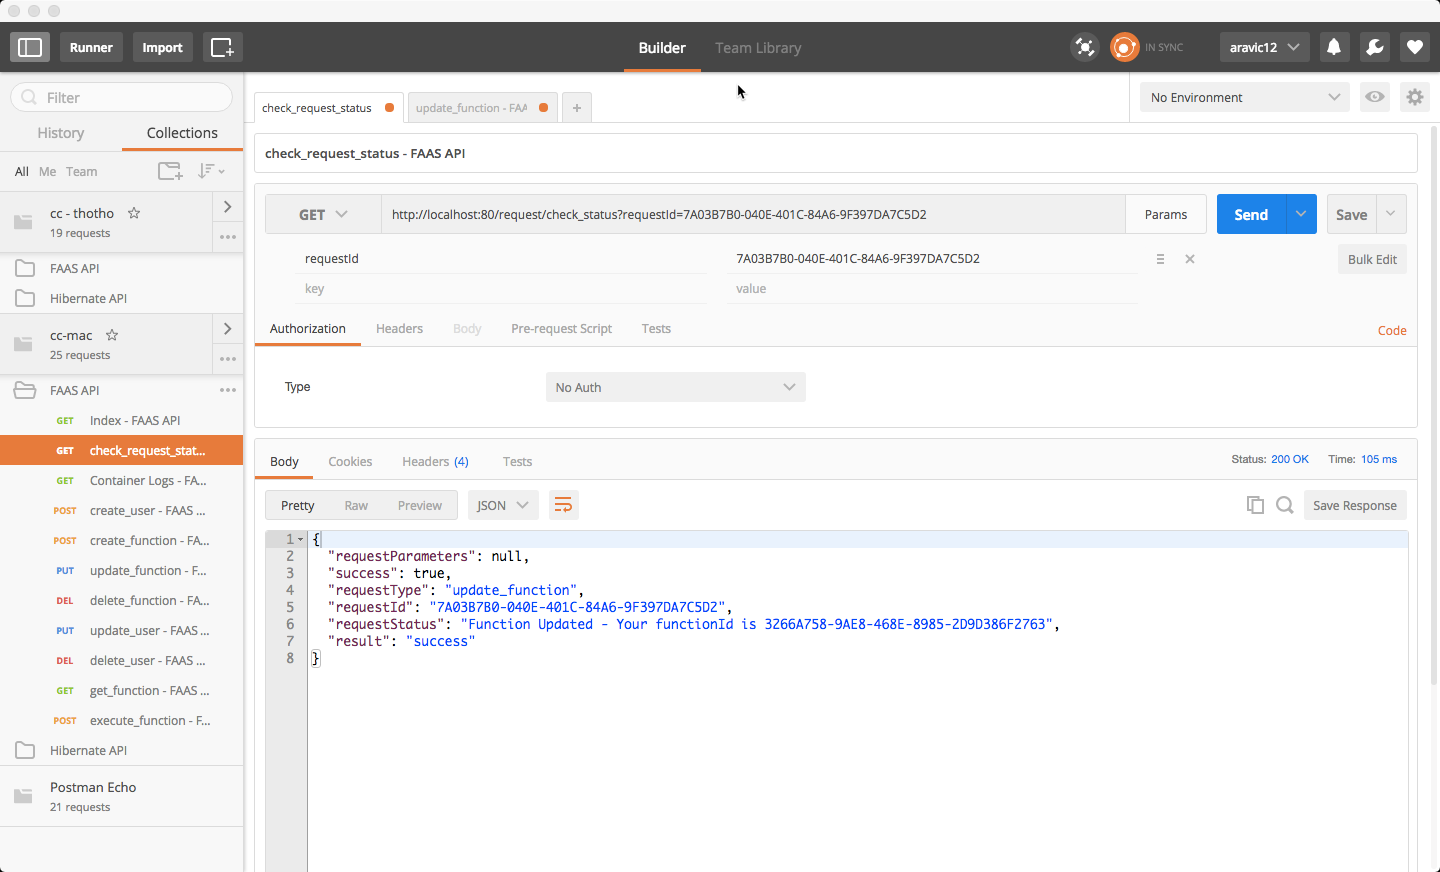 Runner
Import
Builder
Team Library
IN SYNC
aravic12
Filter
History
Collections
All Me Team
cc - thotho
19 requests
FAAS API
Hibernate API
cc-mac
25 requests
FAAS API
GET Index - FAAS API
GET check_request_stat...
GET Container Logs - FA...
POST create_user - FAAS ...
POST create_function - FA...
PUT update_function - F...
DEL delete_function - FA...
PUT update_user - FAAS ...
DEL delete_user - FAAS ...
GET get_function - FAAS ...
POST execute_function - F...
Hibernate API
Postman Echo
21 requests
check_request_status
update_function - FAA
+
No Environment
check_request_status - FAAS API
GET
http://localhost:80/request/check_status?requestId=7A03B7B0-040E-401C-84A6-9F397DA7C5D2
Params
Send
Save
requestId
7A03B7B0-040E-401C-84A6-9F397DA7C5D2
Bulk Edit
key
value
Authorization
Headers
Body
Pre-request Script
Tests
Code
Type
No Auth
Body
Cookies
Headers (4)
Tests
Status: 200 OK
Time: 105 ms
Pretty
Raw
Preview
JSON
Save Response
1 {
2 "requestParameters": null,
3 "success": true,
4 "requestType": "update_function",
5 "requestId": "7A03B7B0-040E-401C-84A6-9F397DA7C5D2",
6 "requestStatus": "Function Updated - Your functionId is 3266A758-9AE8-468E-8985-2D9D386F2763",
7 "result": "success"
8 }